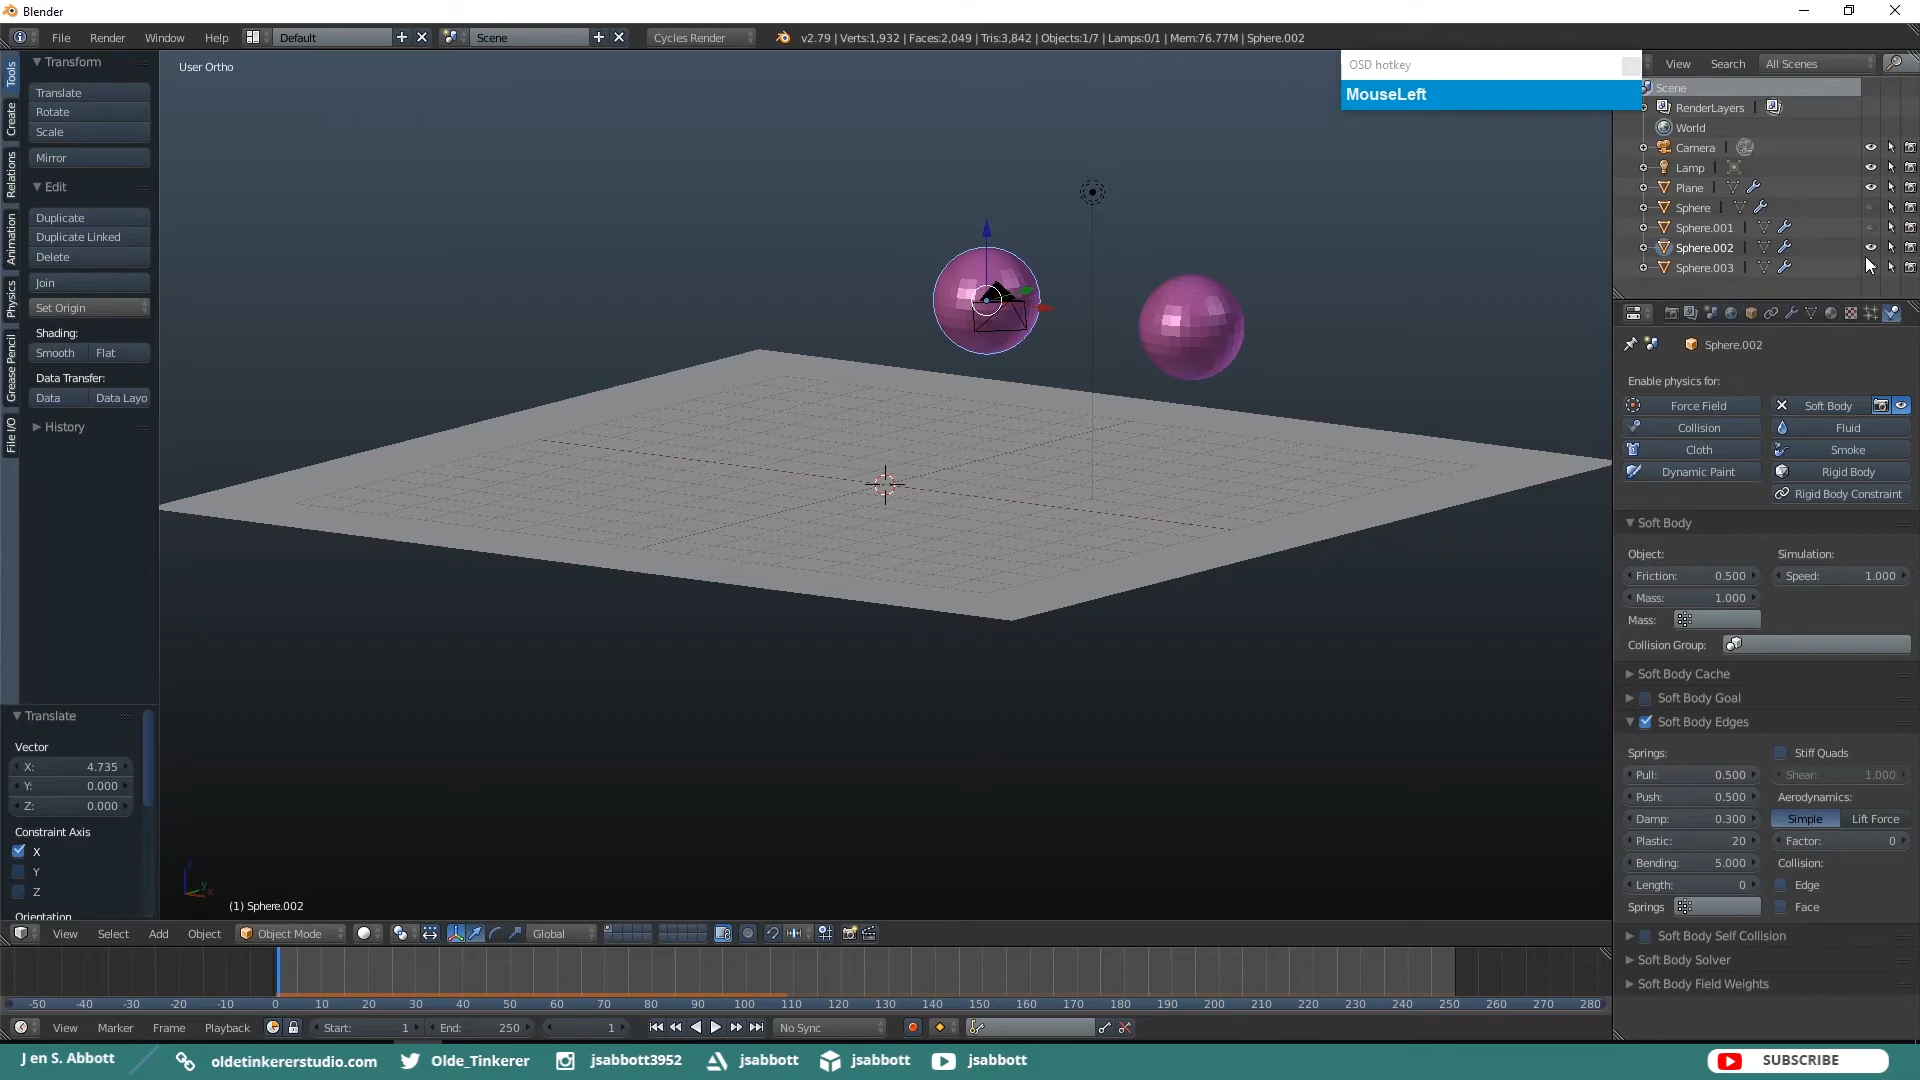 Blender
File Render Window Help Default Scene Cycles Render v2.79 | Verts:1,932 | Faces:2,049 | Tris:3,842 | Objects:1/7 | Lamps:0/1 | Mem:76.77M | Sphere.002
Tools
Create
Relations
Animation
Physics
Grease Pencil
File I/O
Transform
Translate
Rotate
Scale
Mirror
Edit
Duplicate
Duplicate Linked
Delete
Join
Set Origin
Shading:
Smooth Flat
Data Transfer:
Data Data Layo
History
Translate
Vector
X: 4.735
Y: 0.000
Z: 0.000
Constraint Axis
X
Y
Z
Orientation
User Ortho
(1) Sphere.002
OSD hotkey
MouseLeft
View Search All Scenes
Scene
RenderLayers
World
Camera
Lamp
Plane
Sphere
Sphere.001
Sphere.002
Sphere.003
Sphere.002
Enable physics for:
Force Field Soft Body
Collision Fluid
Cloth Smoke
Dynamic Paint Rigid Body
Rigid Body Constraint
Soft Body
Object: Simulation:
Friction: 0.500 Speed: 1.000
Mass: 1.000
Mass:
Collision Group:
Soft Body Cache
Soft Body Goal
Soft Body Edges
Springs: Stiff Quads
Pull: 0.500 Shear: 1.000
Push: 0.500 Aerodynamics:
Damp: 0.300 Simple Lift Force
Plastic: 20 Factor: 0
Bending: 5.000 Collision:
Length: 0 Edge
Springs Face
Soft Body Self Collision
Soft Body Solver
Soft Body Field Weights
View Select Add Object Object Mode Global
-50 -40 -30 -20 -10 0 10 20 30 40 50 60 70 80 90 100 110 120 130 140 150 160 170 180 190 200 210 220 230 240 250 260 270 280
View Marker Frame Playback Start: 1 End: 250 1 No Sync
J en S. Abbott oldetinkererstudio.com Olde_Tinkerer jsabbott3952 jsabbott jsabbott jsabbott SUBSCRIBE